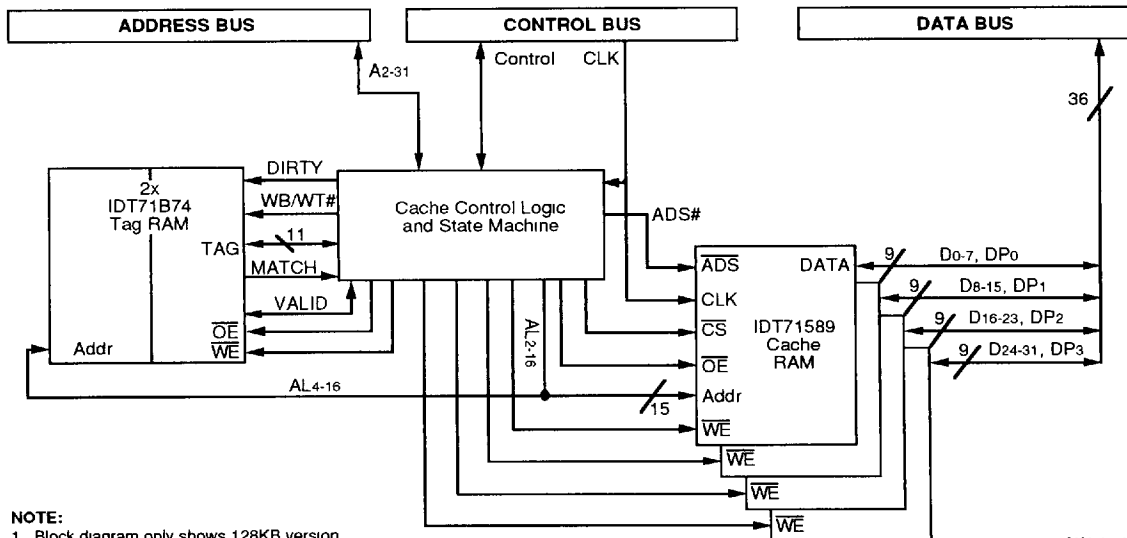 ADDRESS BUS
CONTROL BUS
DATA BUS
A2-31
Control
CLK
36
DIRTY
WB/WT#
TAG
11
MATCH
VALID
OE
WE
2x
IDT71B74
Tag RAM
Addr
Cache Control Logic
and State Machine
ADS#
AL2-16
AL4-16
15
ADS
CLK
CS
OE
Addr
WE
DATA
IDT71589
Cache
RAM
WE
WE
WE
9
D0-7, DP0
9
D8-15, DP1
9
D16-23, DP2
9
D24-31, DP3
NOTE:
1. Block diagram only shows 128KB version